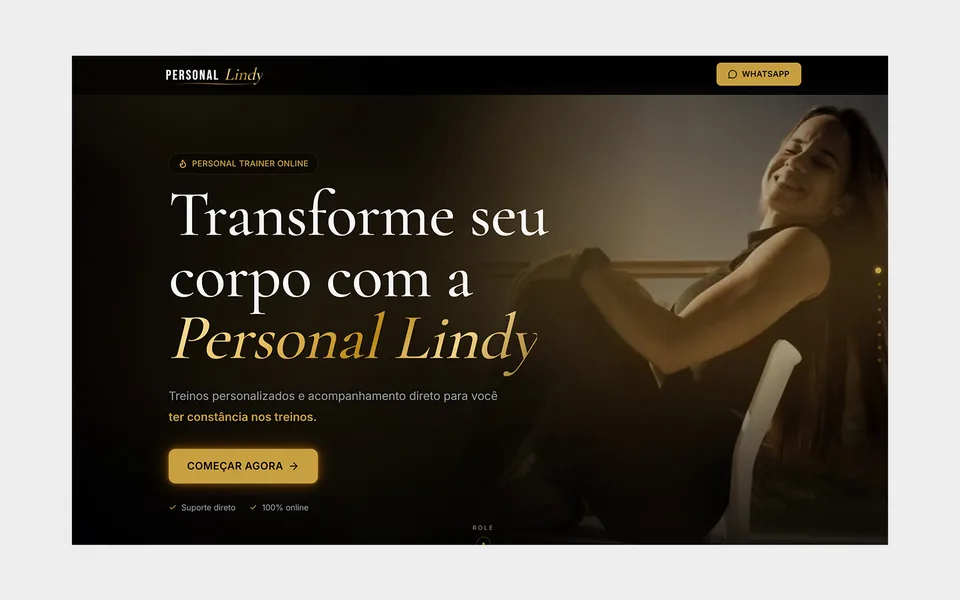 PERSONAL Lindy
WHATSAPP
PERSONAL TRAINER ONLINE
Transforme seu
corpo com a
Personal Lindy
Treinos personalizados e acompanhamento direto para você
ter constância nos treinos.
COMEÇAR AGORA
Suporte direto
100% online
ROLE